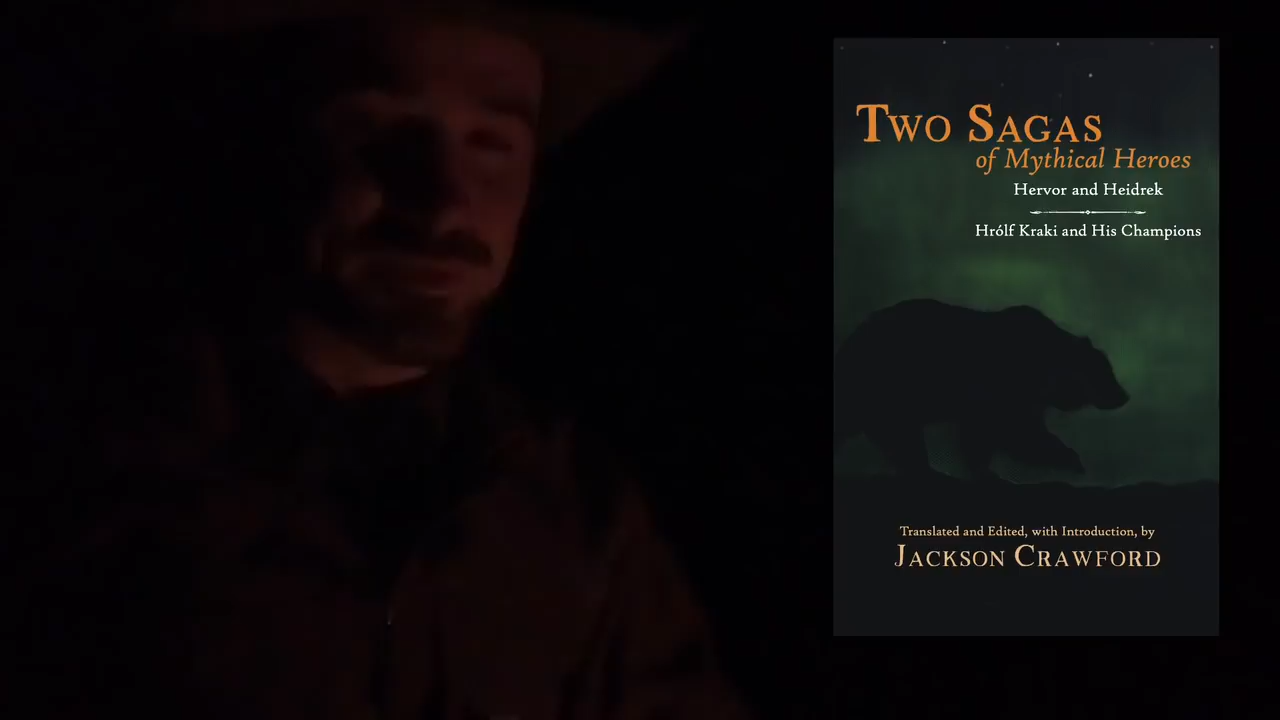 Two Sagas
of Mythical Heroes
Hervor and Heidrek
Hrólf Kraki and His Champions
Translated and Edited, with Introduction, by
Jackson Crawford